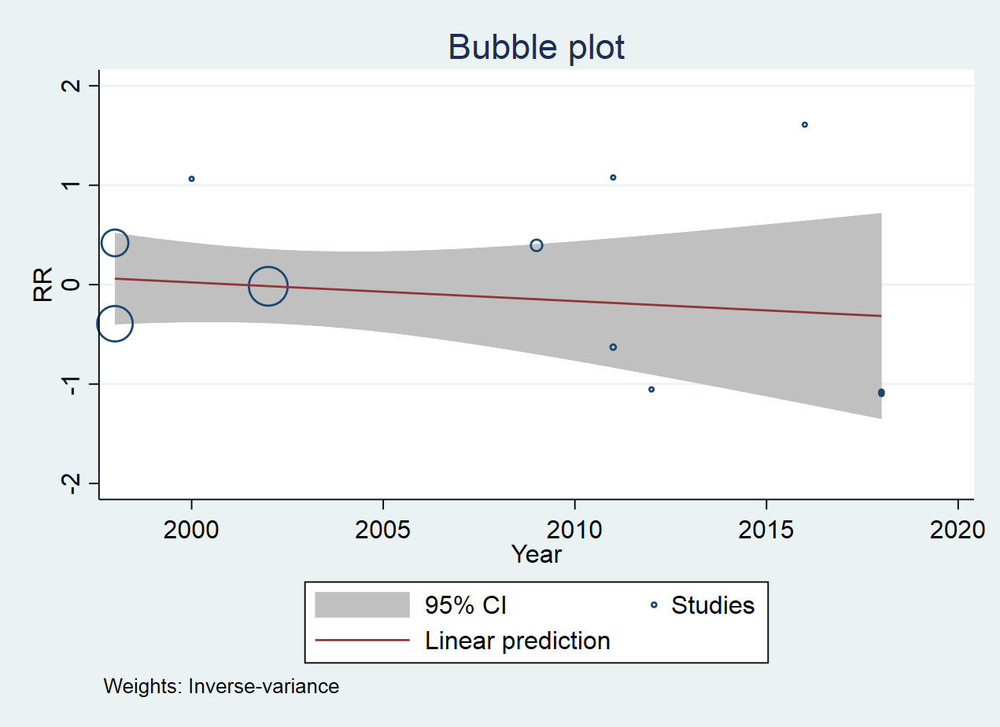 Bubble plot
2
1
0
-1
-2
RR
2000 2005 2010 2015 2020
Year
95% CI Studies
Linear prediction
Weights: Inverse-variance